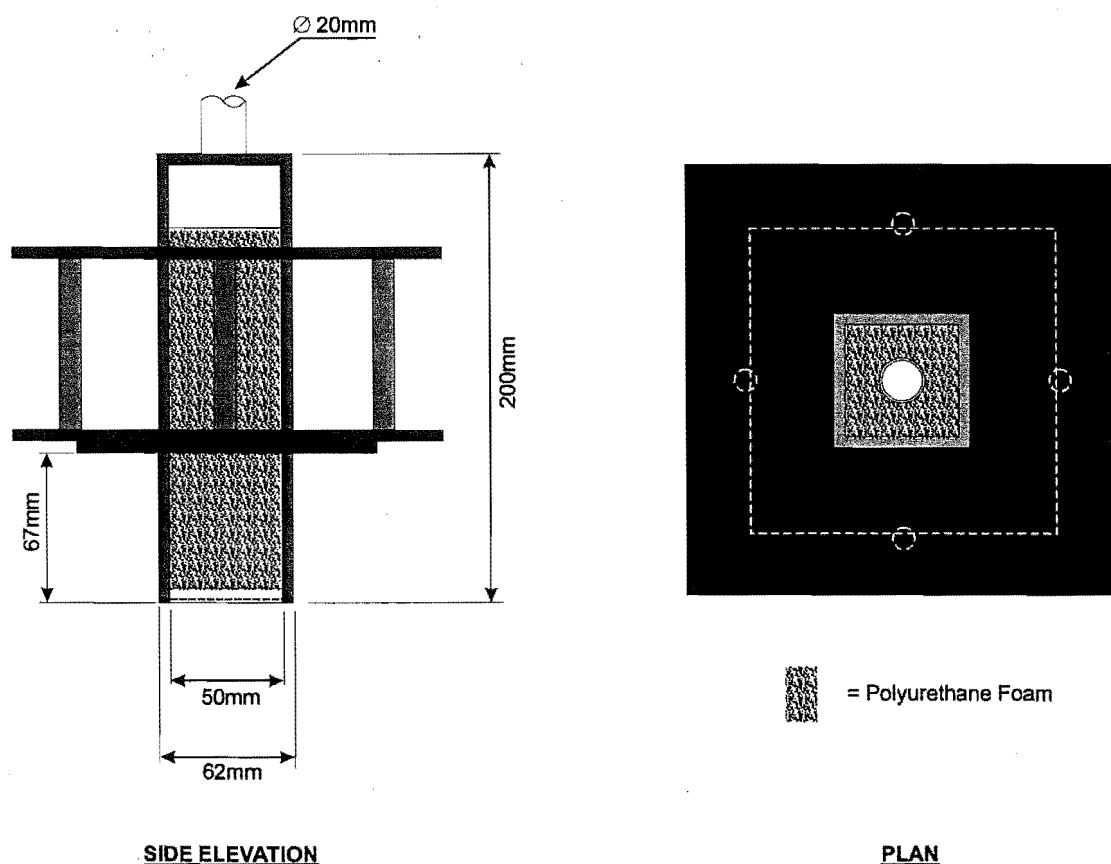 Ø 20mm
200mm
67mm
50mm
62mm
= Polyurethane Foam
SIDE ELEVATION
PLAN